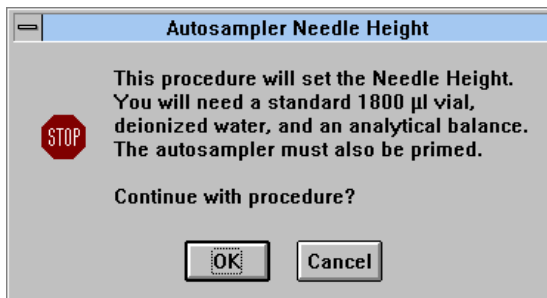 Autosampler Needle Height
This procedure will set the Needle Height.
You will need a standard 1800 µl vial,
deionized water, and an analytical balance.
The autosampler must also be primed.
STOP
Continue with procedure?
OK
Cancel